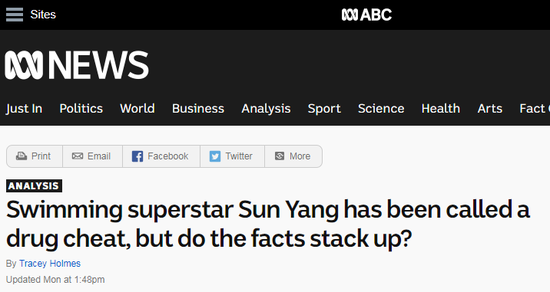 Sites
ABC
NEWS
Just In Politics World Business Analysis Sport Science Health Arts Fact
Print Email Facebook Twitter More
ANALYSIS
Swimming superstar Sun Yang has been called a
drug cheat, but do the facts stack up?
By Tracey Holmes
Updated Mon at 1:48pm